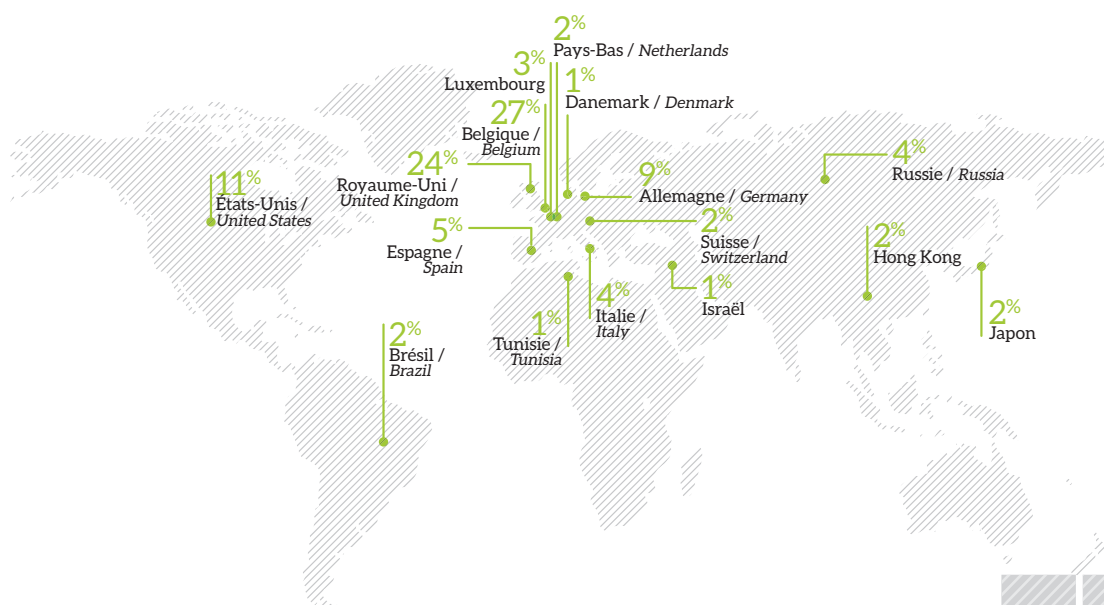 2%
Pays-Bas / Netherlands
3%
Luxembourg
1%
Danemark / Denmark
27%
Belgique /
Belgium
24%
Royaume-Uni /
United Kingdom
9%
Allemagne / Germany
4%
Russie / Russia
11%
États-Unis /
United States
5%
Espagne /
Spain
2%
Suisse /
Switzerland
2%
Hong Kong
1%
Israël
4%
Italie /
Italy
2%
Japon
1%
Tunisie /
Tunisia
2%
Brésil /
Brazil